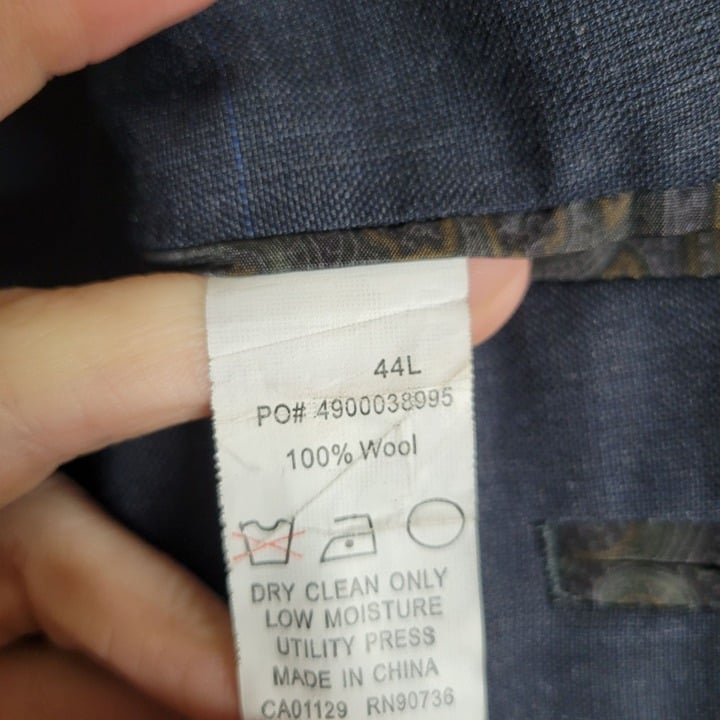 44L
PO# 4900038995
100% Wool
DRY CLEAN ONLY
LOW MOISTURE
UTILITY PRESS
MADE IN CHINA
CA01129 RN90736